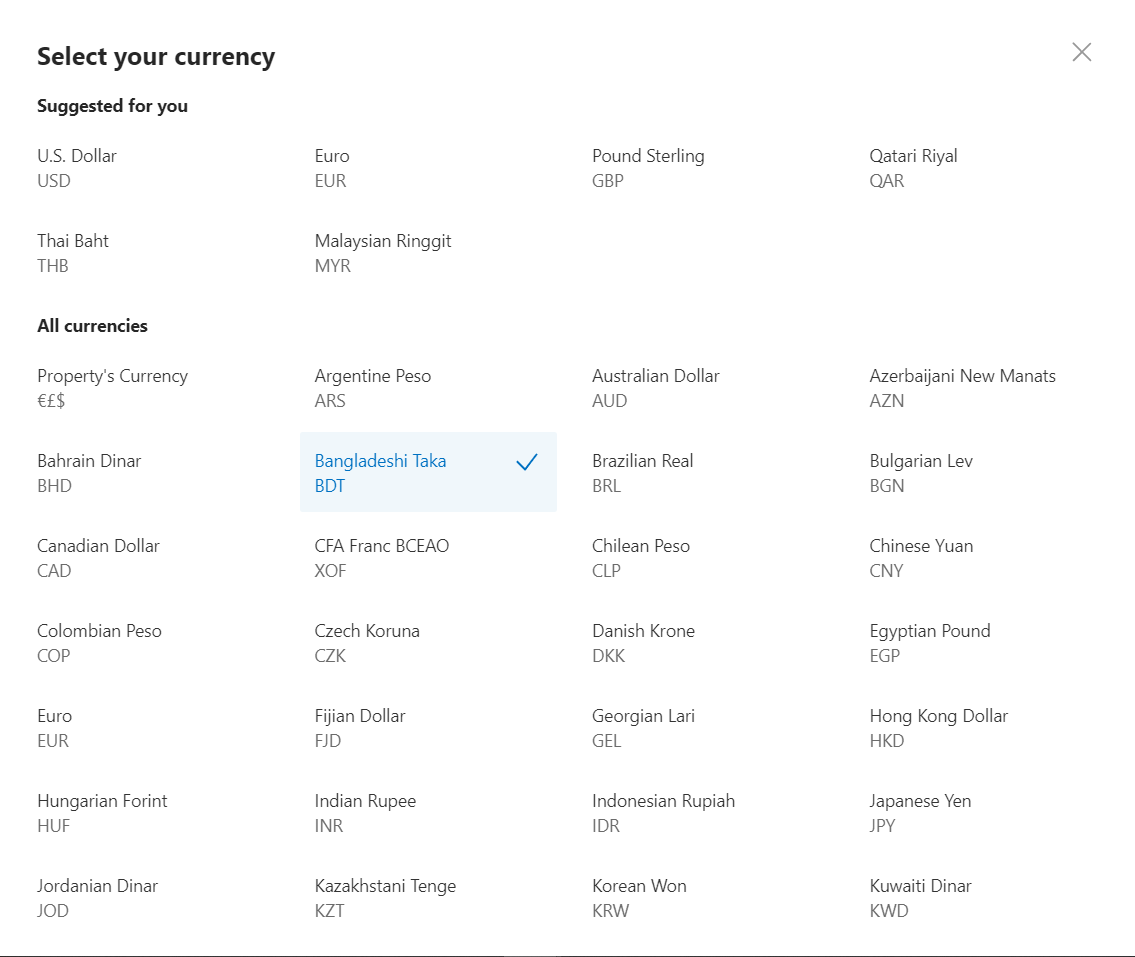 Select your currency
Suggested for you
U.S. Dollar
USD
Euro
EUR
Pound Sterling
GBP
Qatari Riyal
QAR
Thai Baht
THB
Malaysian Ringgit
MYR
All currencies
Property's Currency
€£$
Argentine Peso
ARS
Australian Dollar
AUD
Azerbaijani New Manats
AZN
Bahrain Dinar
BHD
Bangladeshi Taka
BDT
Brazilian Real
BRL
Bulgarian Lev
BGN
Canadian Dollar
CAD
CFA Franc BCEAO
XOF
Chilean Peso
CLP
Chinese Yuan
CNY
Colombian Peso
COP
Czech Koruna
CZK
Danish Krone
DKK
Egyptian Pound
EGP
Euro
EUR
Fijian Dollar
FJD
Georgian Lari
GEL
Hong Kong Dollar
HKD
Hungarian Forint
HUF
Indian Rupee
INR
Indonesian Rupiah
IDR
Japanese Yen
JPY
Jordanian Dinar
JOD
Kazakhstani Tenge
KZT
Korean Won
KRW
Kuwaiti Dinar
KWD